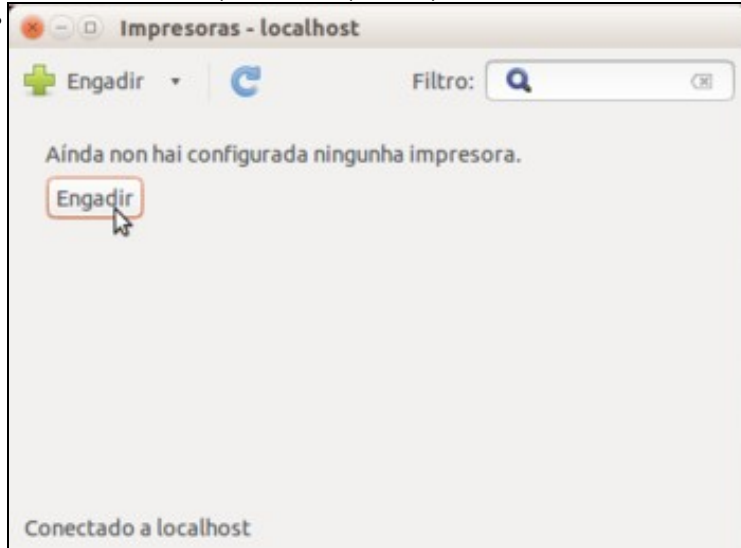 Impresoras - localhost
Engadir
Filtro:
Aínda non hai configurada ningunha impresora.
Engadir
Conectado a localhost